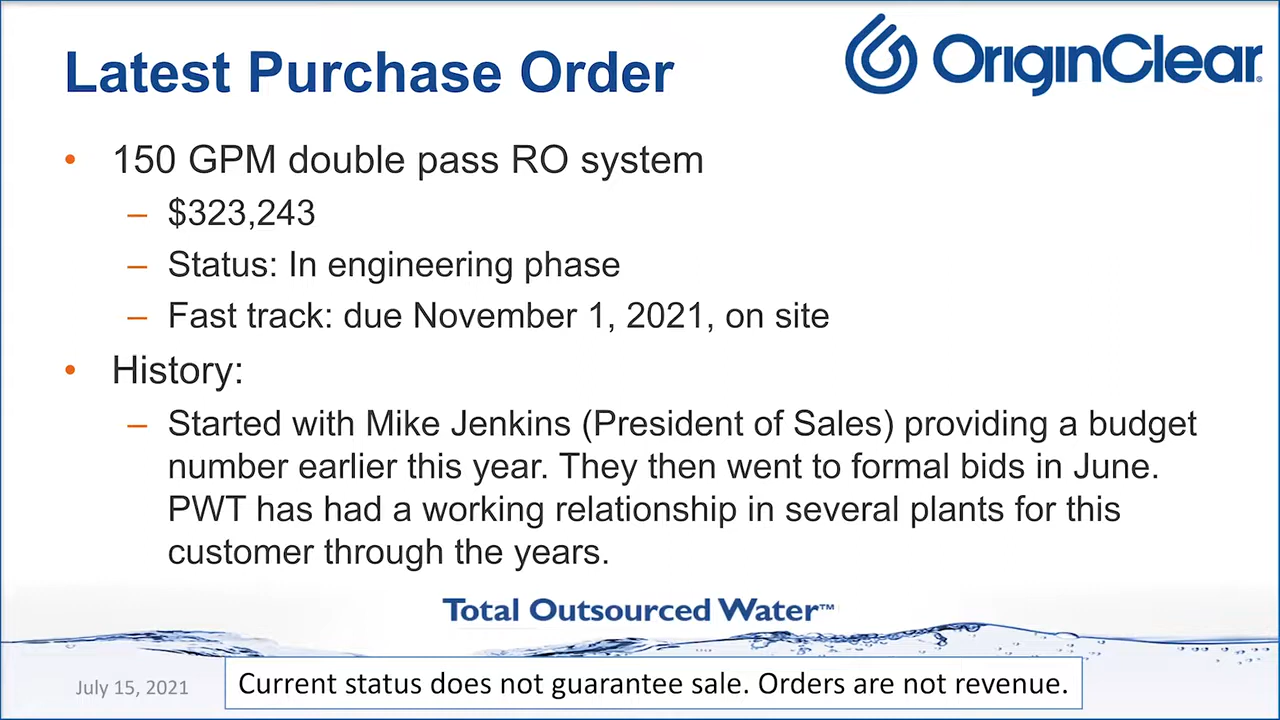 Latest Purchase Order
OriginClear®
• 150 GPM double pass RO system
– $323,243
– Status: In engineering phase
– Fast track: due November 1, 2021, on site
• History:
– Started with Mike Jenkins (President of Sales) providing a budget
number earlier this year. They then went to formal bids in June.
PWT has had a working relationship in several plants for this
customer through the years.
Total Outsourced Water™
July 15, 2021
Current status does not guarantee sale. Orders are not revenue.